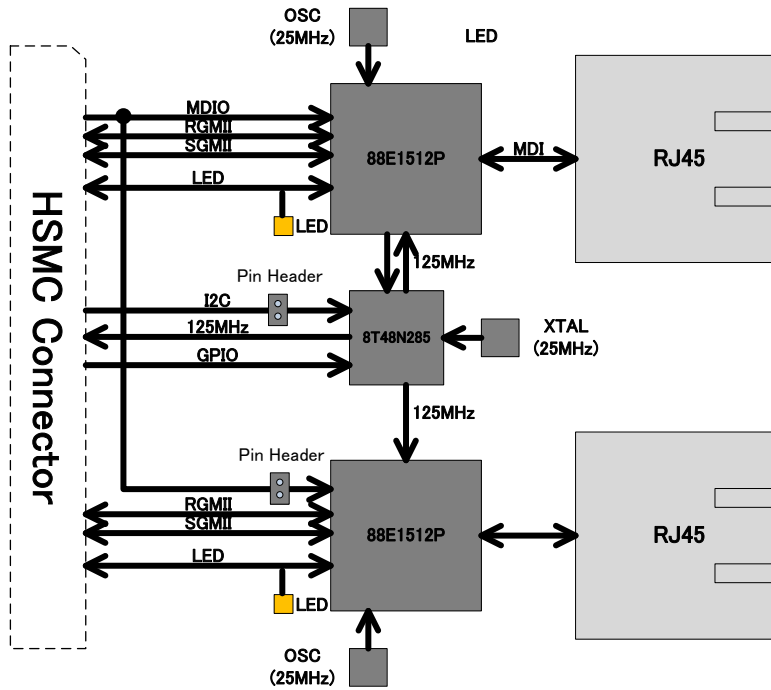 OSC
(25MHz)
LED
MDIO
RGMII
SGMII
LED
LED
88E1512P
MDI
RJ45
HSMC Connector
125MHz
Pin Header
I2C
125MHz
GPIO
8T48N285
XTAL
(25MHz)
125MHz
Pin Header
RGMII
SGMII
LED
LED
88E1512P
RJ45
OSC
(25MHz)